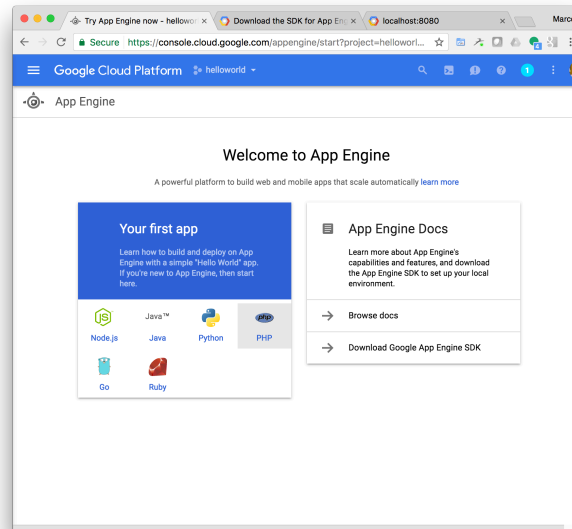 Try App Engine now - hellowor
Download the SDK for App Eng
localhost:8080
Marce
Secure https://console.cloud.google.com/appengine/start?project=helloworl...
Google Cloud Platform helloworld 1
App Engine
Welcome to App Engine
A powerful platform to build web and mobile apps that scale automatically learn more
Your first app
Learn how to build and deploy on App
Engine with a simple "Hello World" app.
If you're new to App Engine, then start
here.
JS Java™ php
Node.js Java Python PHP
Go Ruby
App Engine Docs
Learn more about App Engine's
capabilities and features, and download
the App Engine SDK to set up your local
environment.
Browse docs
Download Google App Engine SDK